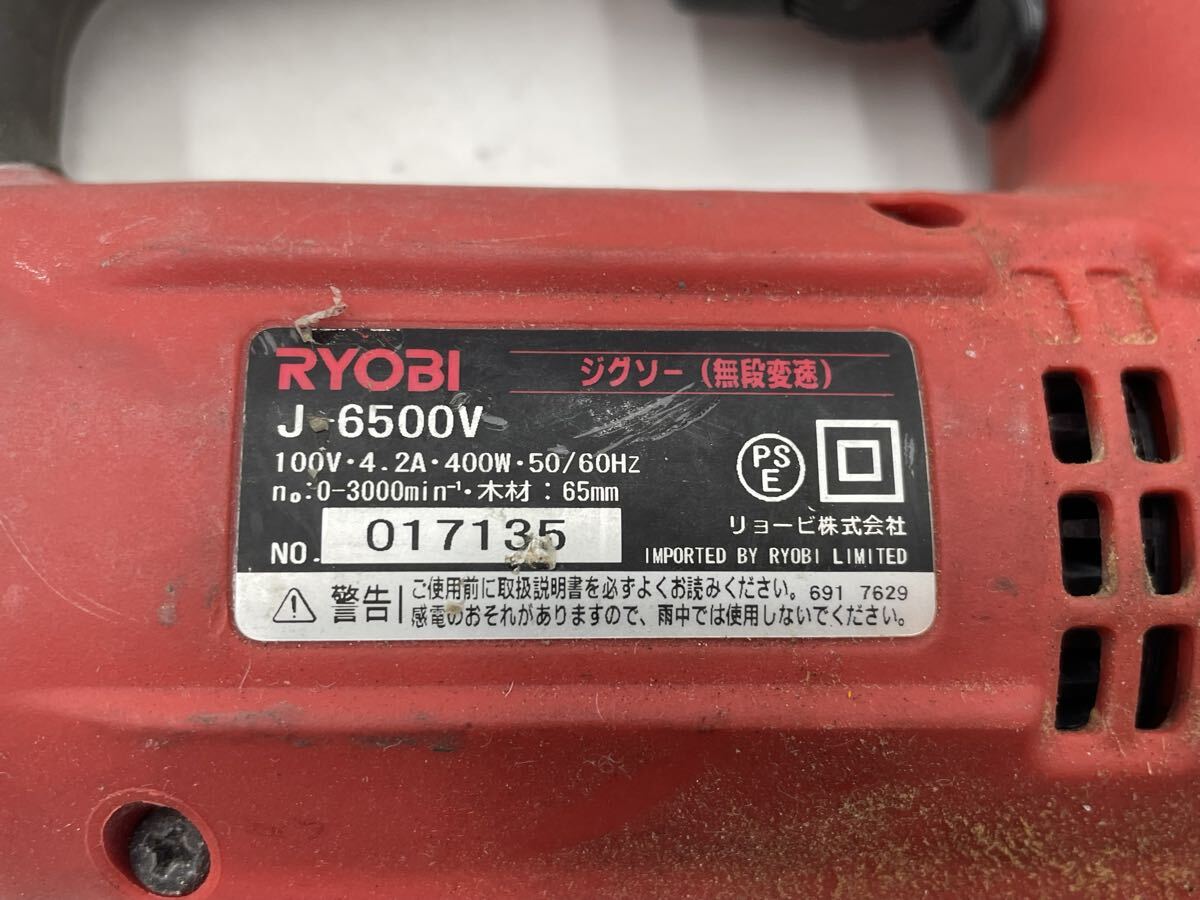 RYOBI ジグソー(無段変速)
J-6500V
100V・4.2A・400W・50/60Hz
n₀:0-3000min⁻¹・木材:65mm
PS
E
リョービ株式会社
NO. 017135
IMPORTED BY RYOBI LIMITED
警告
ご使用前に取扱説明書を必ずよくお読みください。691 7629
感電のおそれがありますので、雨中では使用しないでください。